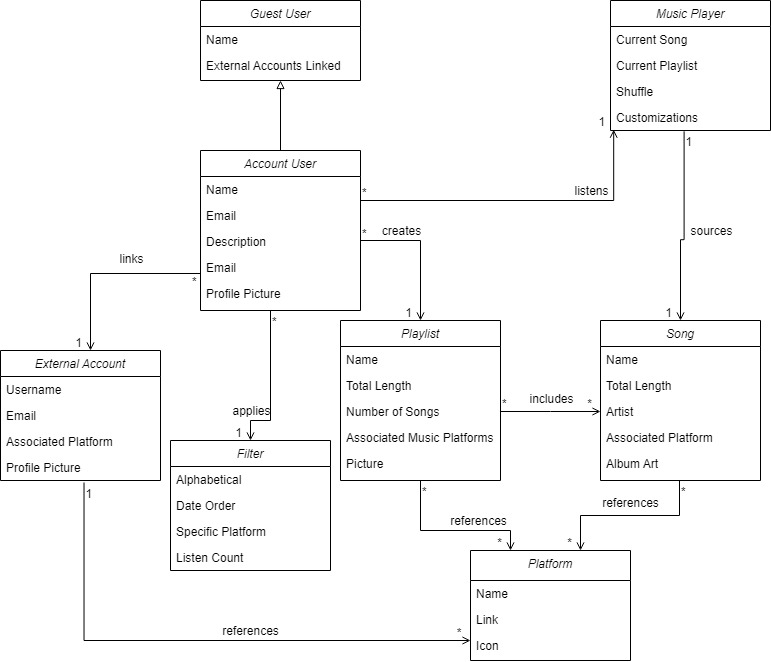 Guest User
Name
External Accounts Linked
Music Player
Current Song
Current Playlist
Shuffle
Customizations
1
1
Account User
Name
Email
Description
Email
Profile Picture
*
listens
*
creates
links
*
sources
1
*
1
1
External Account
Username
Email
Associated Platform
Profile Picture
1
applies
1
Filter
Alphabetical
Date Order
Specific Platform
Listen Count
Playlist
Name
Total Length
Number of Songs
Associated Music Platforms
Picture
*
includes
*
Song
Name
Total Length
Artist
Associated Platform
Album Art
*
references
*
*
references
*
Platform
Name
Link
Icon
references
*